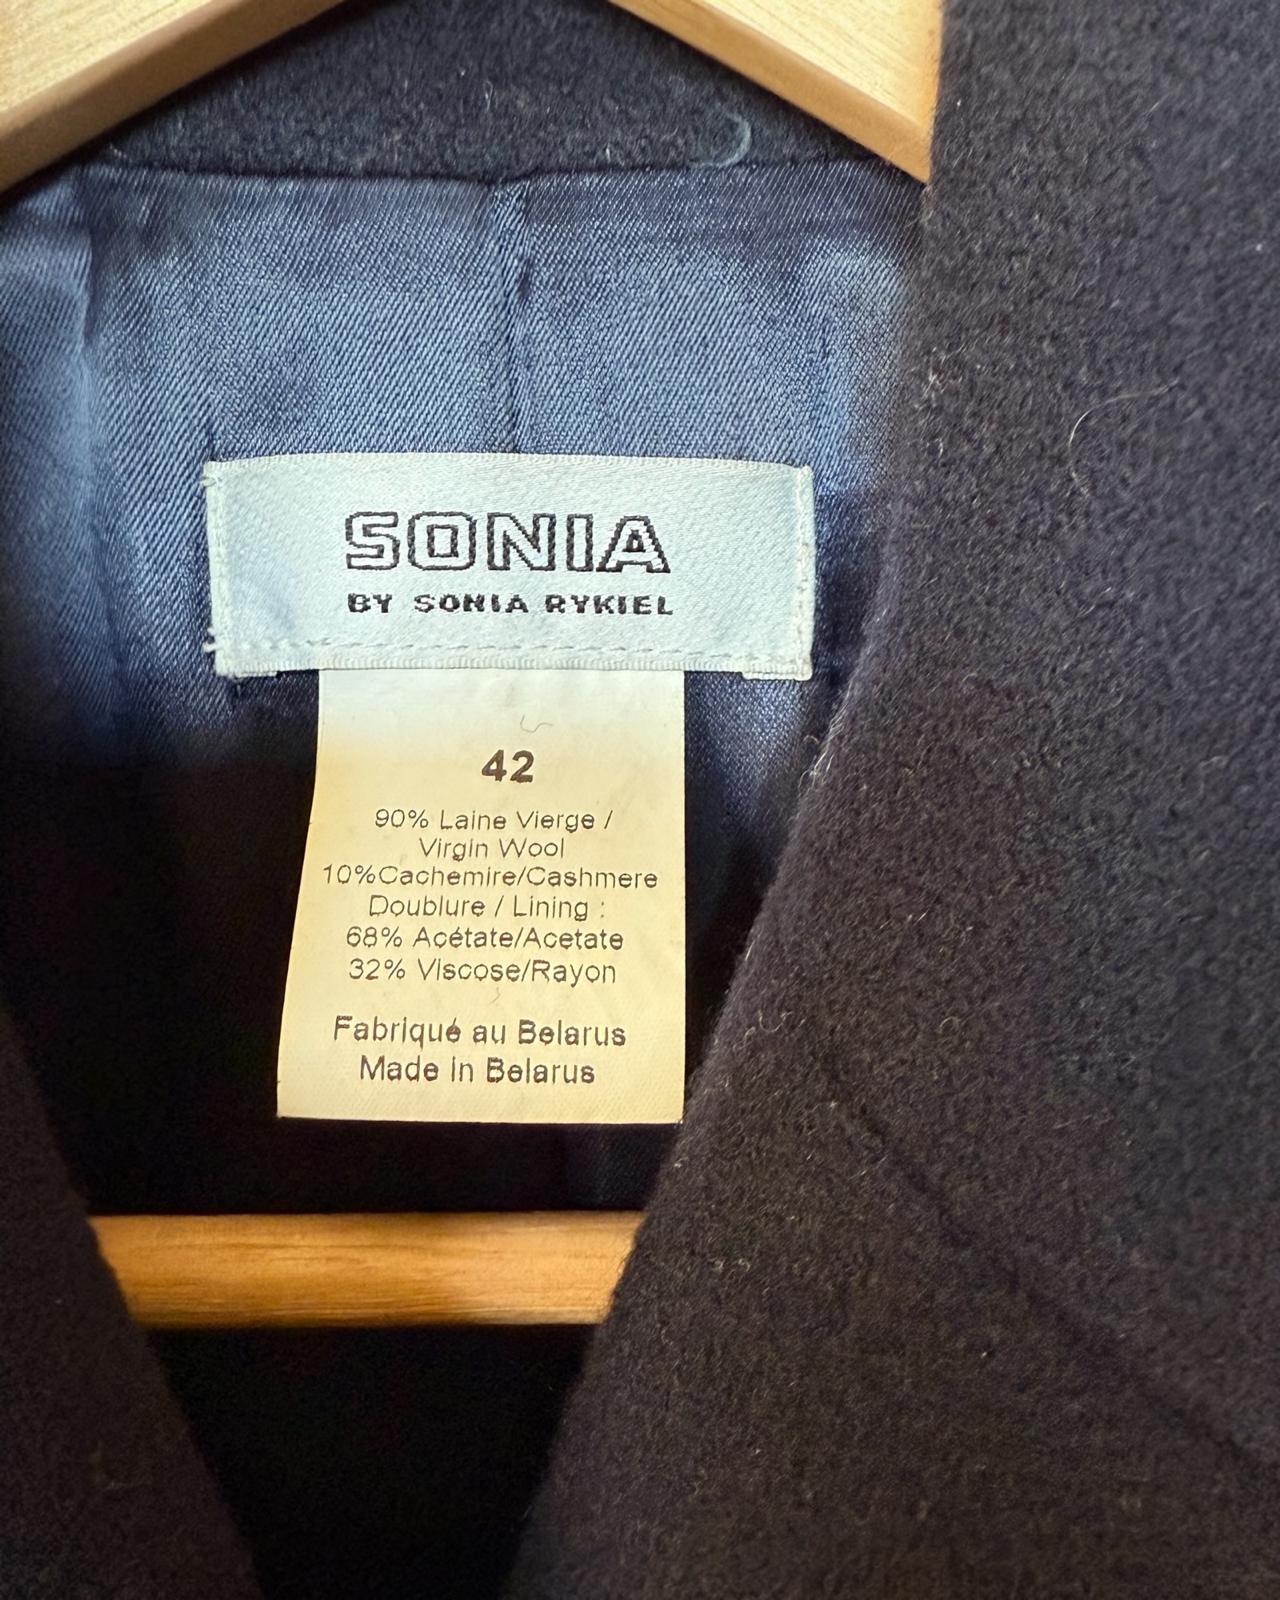 SONIA
BY SONIA RYKIEL
42
90% Laine Vierge /
Virgin Wool
10%Cachemire/Cashmere
Doublure / Lining :
68% Acétate/Acetate
32% Viscose/Rayon
Fabriqué au Belarus
Made in Belarus